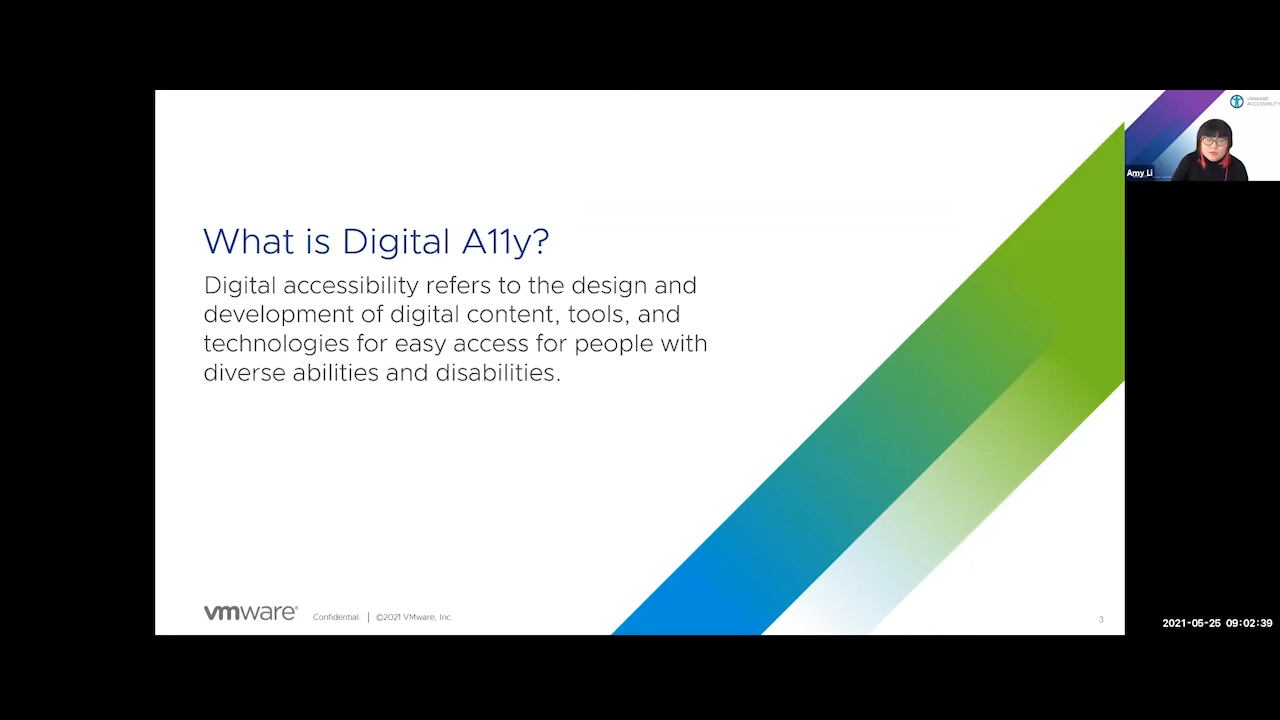 What is Digital A11y?
Digital accessibility refers to the design and
development of digital content, tools, and
technologies for easy access for people with
diverse abilities and disabilities.
vmware®
Confidential | ©2021 VMware, Inc.
3
VMWARE
ACCESSIBILITY
Amy Li
2021-05-25 09:02:39